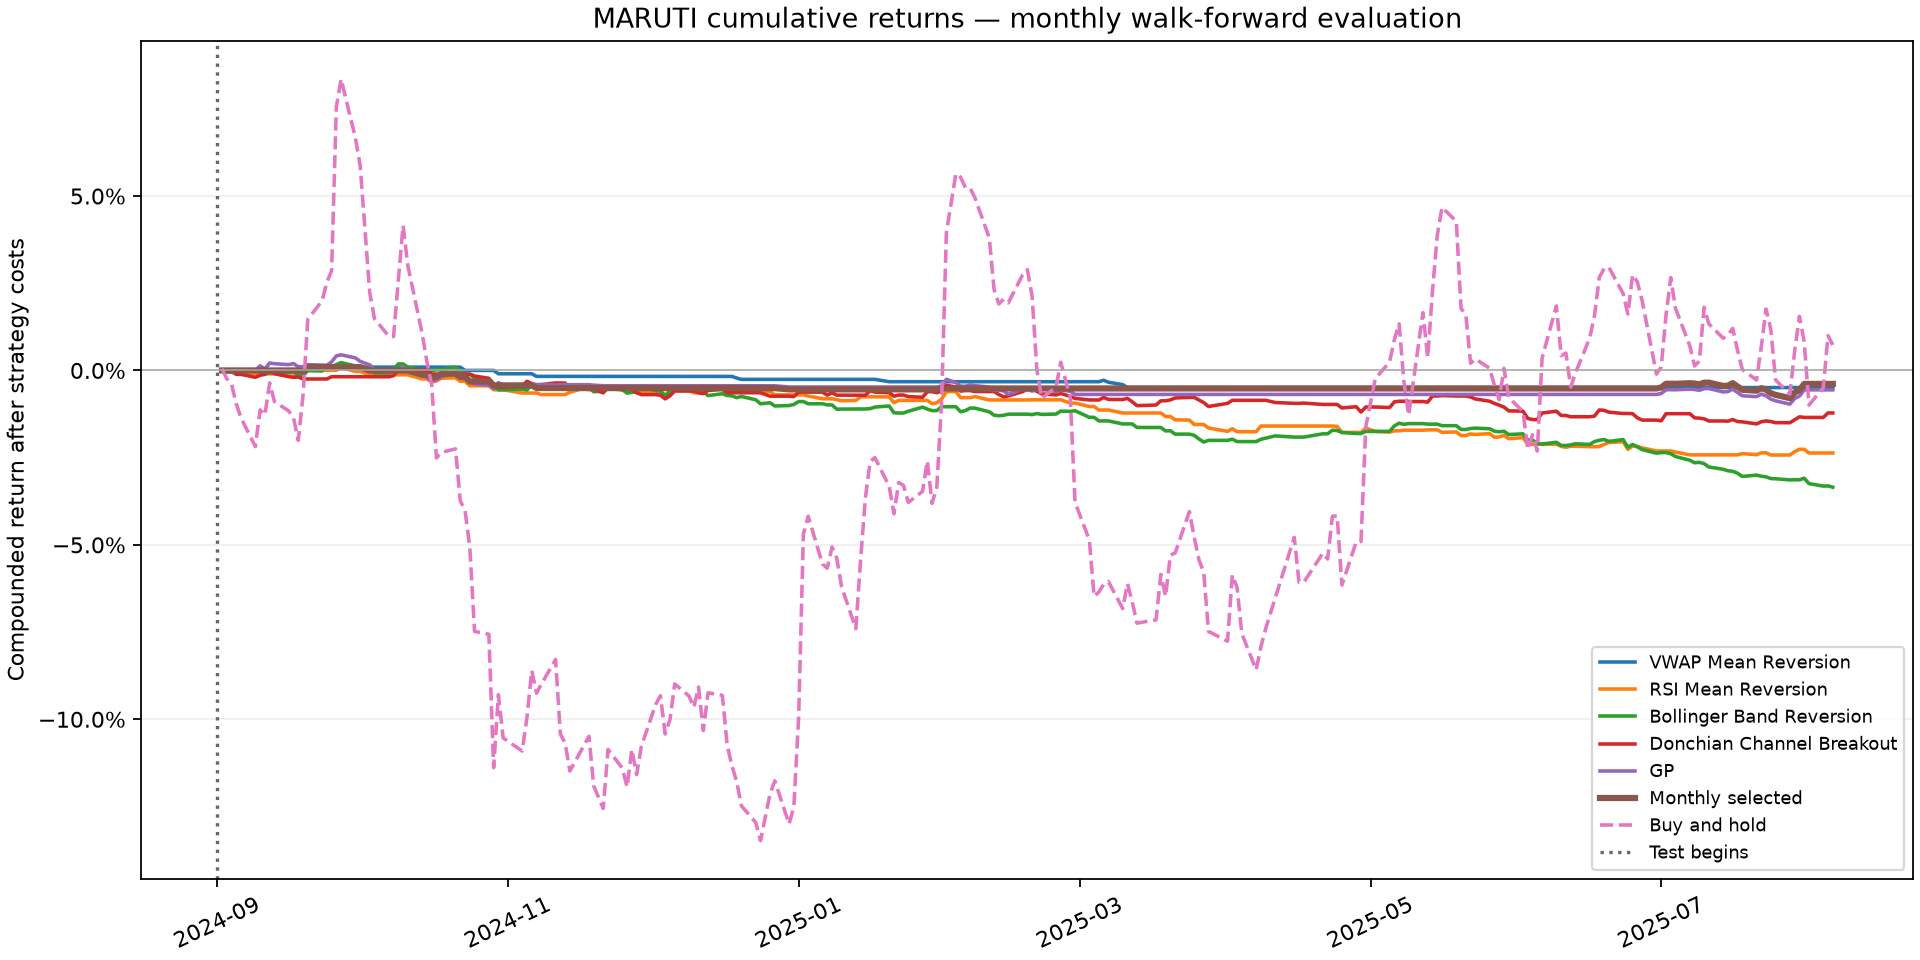 MARUTI cumulative returns — monthly walk-forward evaluation
Compounded return after strategy costs
5.0%
0.0%
−5.0%
−10.0%
2024-09
2024-11
2025-01
2025-03
2025-05
2025-07
VWAP Mean Reversion
RSI Mean Reversion
Bollinger Band Reversion
Donchian Channel Breakout
GP
Monthly selected
Buy and hold
Test begins